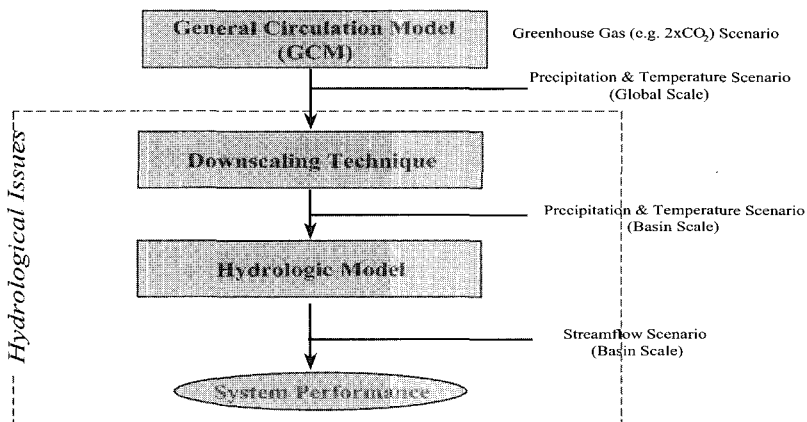 General Circulation Model
(GCM)
Greenhouse Gas (e.g. 2xCO₂) Scenario
Precipitation & Temperature Scenario
(Global Scale)
Hydrological Issues
Downscaling Technique
Precipitation & Temperature Scenario
(Basin Scale)
Hydrologic Model
Streamflow Scenario
(Basin Scale)
System Performance